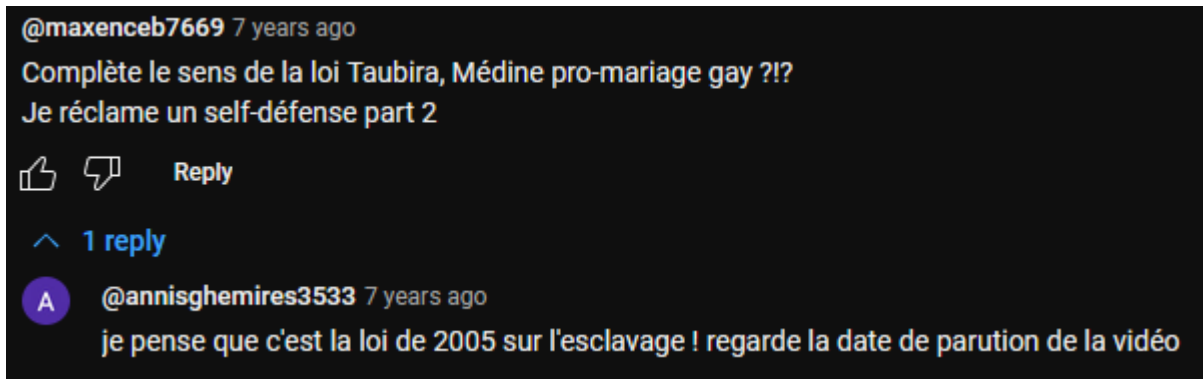 @maxenceb7669 7 years ago
Complète le sens de la loi Taubira, Médine pro-mariage gay ?!?
Je réclame un self-défense part 2
Reply
1 reply
A
@annisghemires3533 7 years ago
je pense que c'est la loi de 2005 sur l'esclavage ! regarde la date de parution de la vidéo